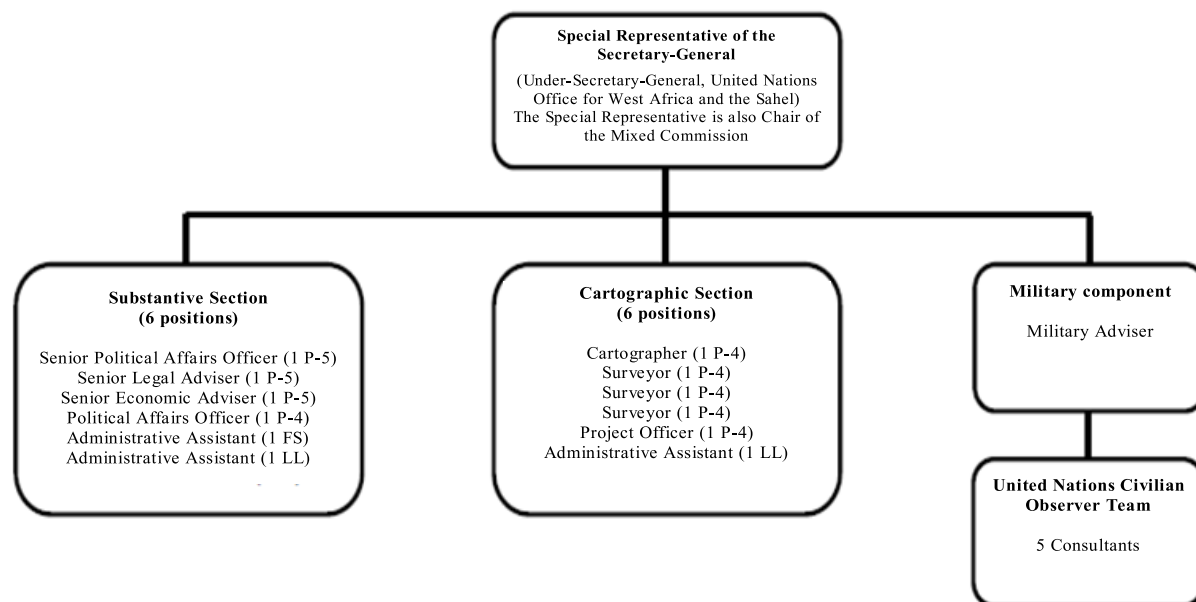 Special Representative of the
Secretary-General
(Under-Secretary-General, United Nations
Office for West Africa and the Sahel)
The Special Representative is also Chair of
the Mixed Commission
Substantive Section
(6 positions)
Senior Political Affairs Officer (1 P-5)
Senior Legal Adviser (1 P-5)
Senior Economic Adviser (1 P-5)
Political Affairs Officer (1 P-4)
Administrative Assistant (1 FS)
Administrative Assistant (1 LL)
Cartographic Section
(6 positions)
Cartographer (1 P-4)
Surveyor (1 P-4)
Surveyor (1 P-4)
Surveyor (1 P-4)
Project Officer (1 P-4)
Administrative Assistant (1 LL)
Military component
Military Adviser
United Nations Civilian
Observer Team
5 Consultants